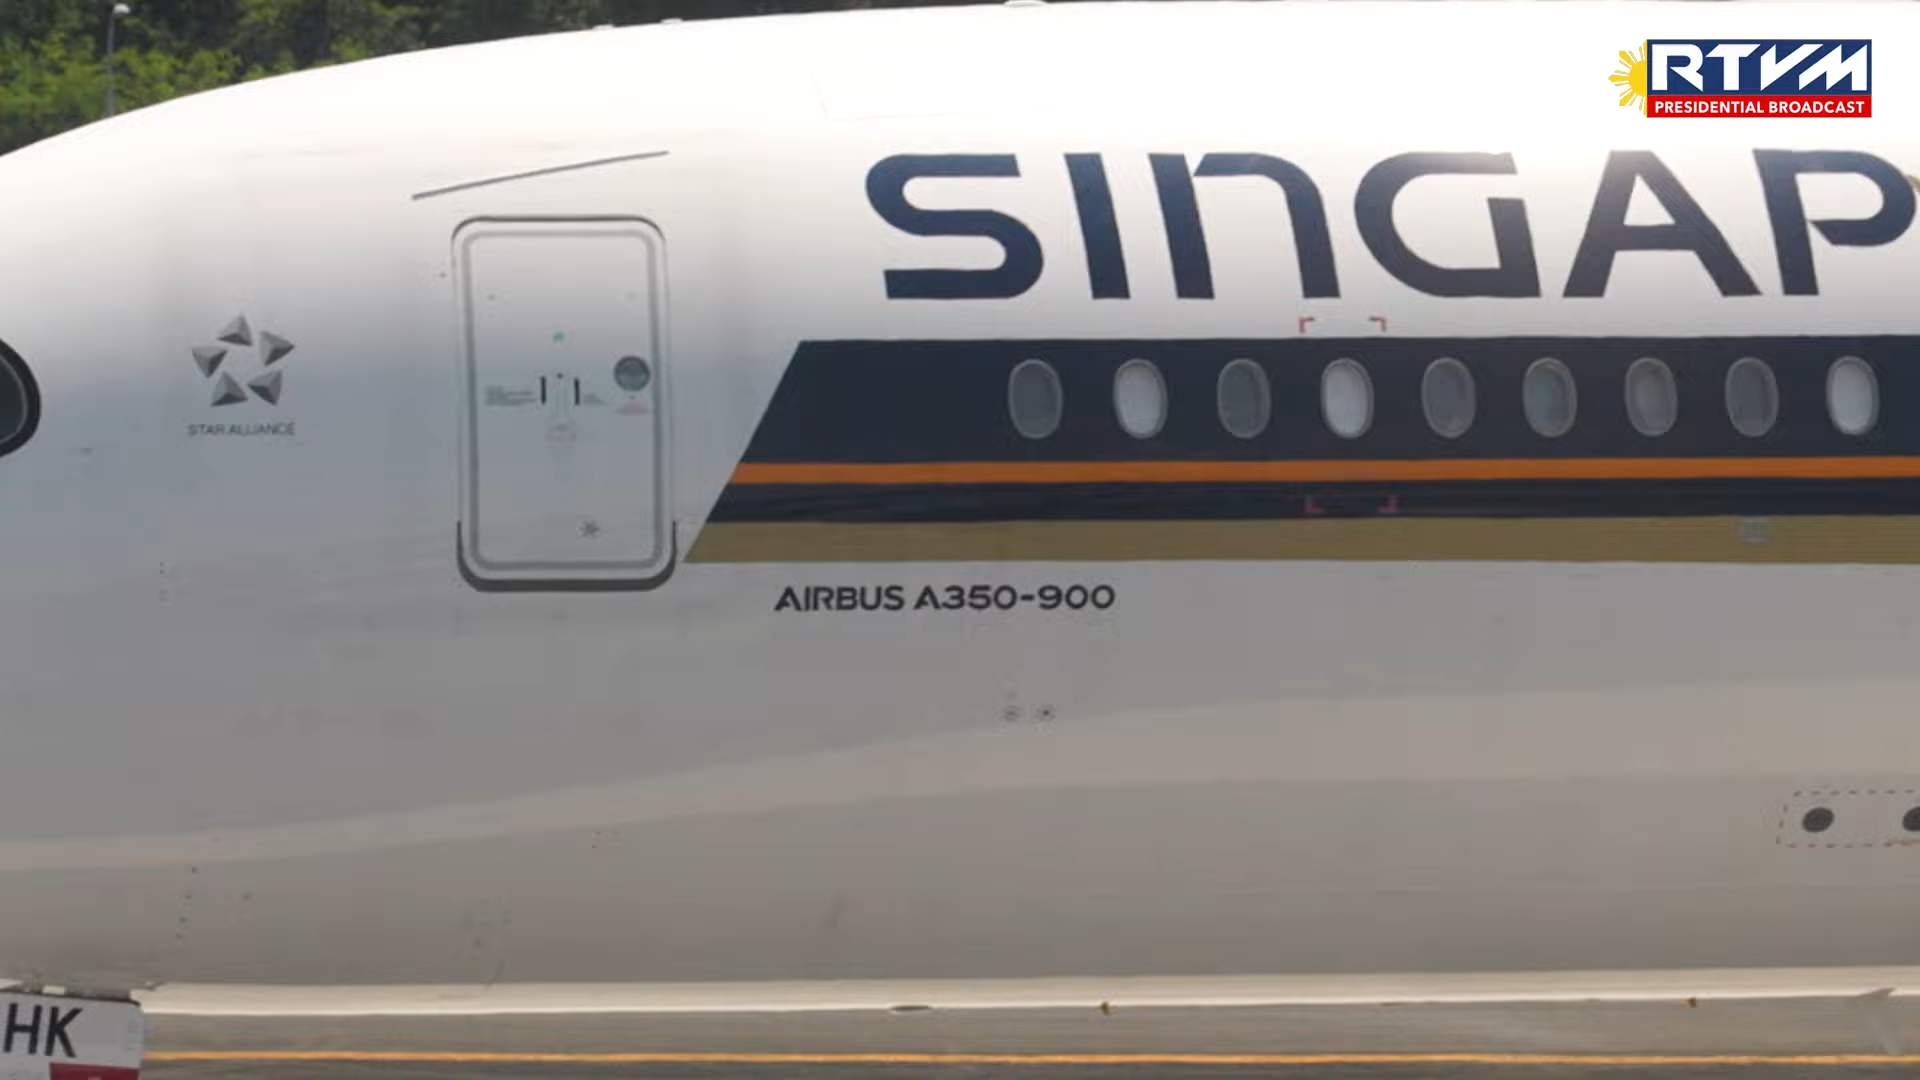 RTVM
PRESIDENTIAL BROADCAST
SINGAP
STAR ALLIANCE
AIRBUS A350-900
HK